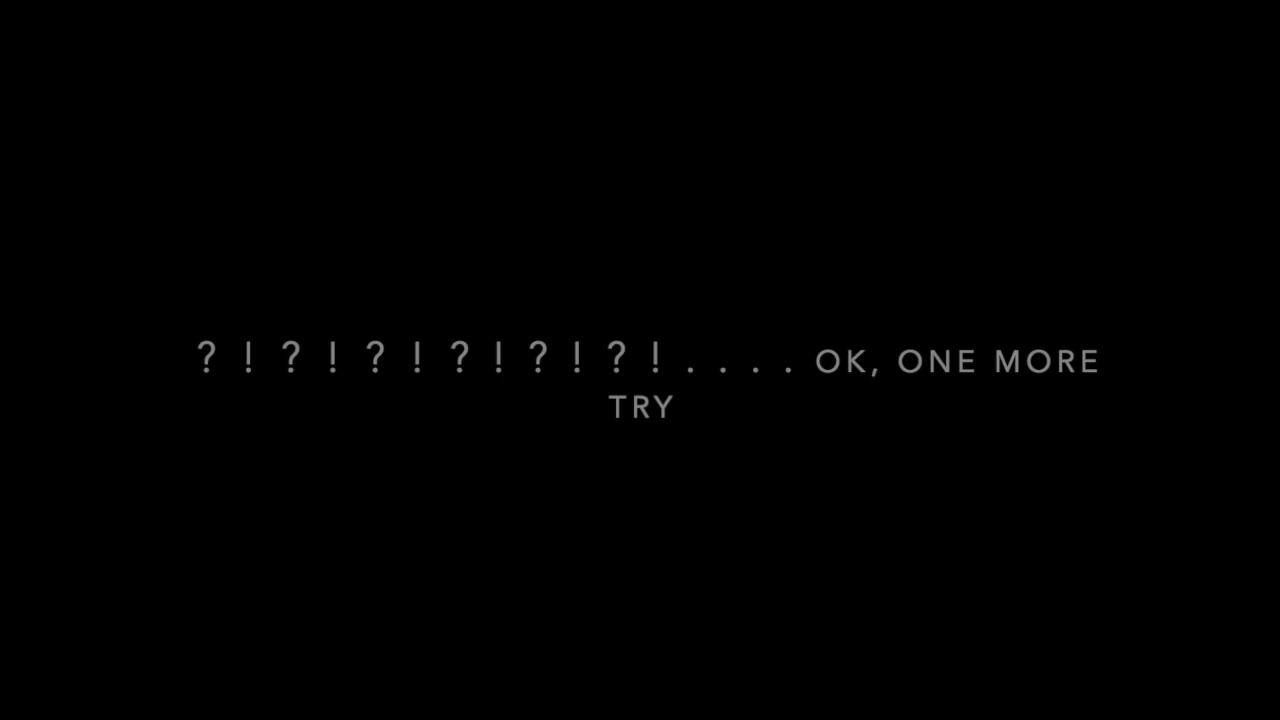 ? ! ? ! ? ! ? ! ? ! ? ! . . . . OK, ONE MORE
TRY